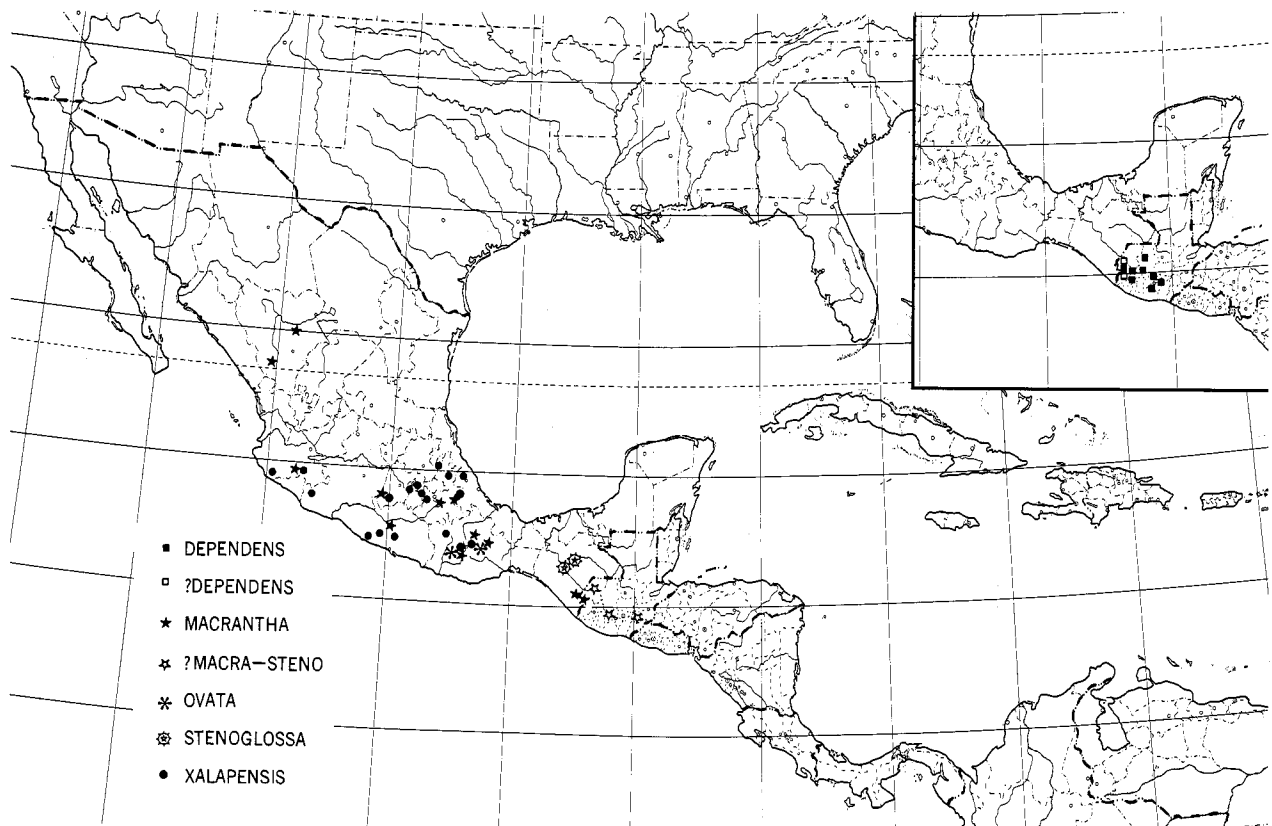 DEPENDENS
?DEPENDENS
MACRANTHA
?MACRA-STENO
OVATA
STENOGLOSSA
XALAPENSIS